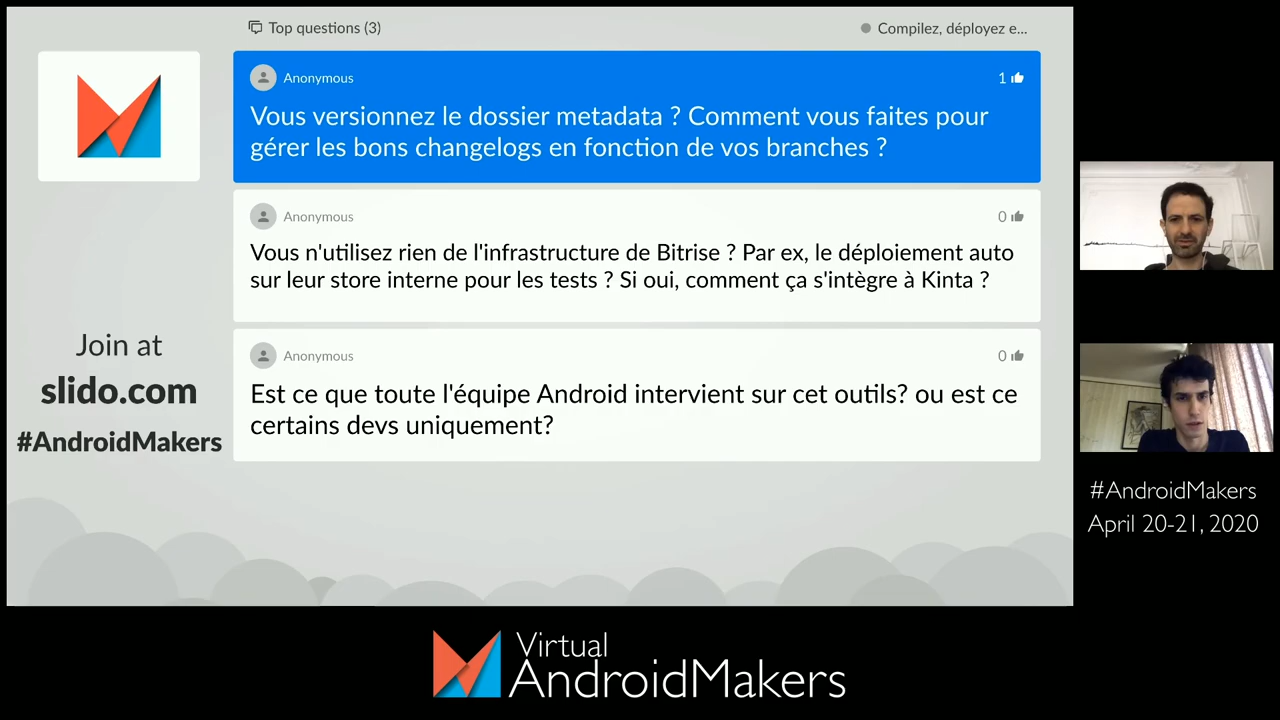 Top questions (3)
Compilez, déployez e...
Anonymous
1
Vous versionnez le dossier metadata ? Comment vous faites pour
gérer les bons changelogs en fonction de vos branches ?
Anonymous
0
Vous n'utilisez rien de l'infrastructure de Bitrise ? Par ex, le déploiement auto
sur leur store interne pour les tests ? Si oui, comment ça s'intègre à Kinta ?
Anonymous
0
Est ce que toute l'équipe Android intervient sur cet outils? ou est ce
certains devs uniquement?
Join at
slido.com
#AndroidMakers
#AndroidMakers
April 20-21, 2020
Virtual
AndroidMakers